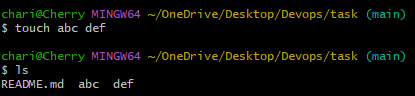 chari@Cherry MINGW64 ~/OneDrive/Desktop/Devops/task (main)
$ touch abc def
chari@Cherry MINGW64 ~/OneDrive/Desktop/Devops/task (main)
$ ls
README.md  abc  def